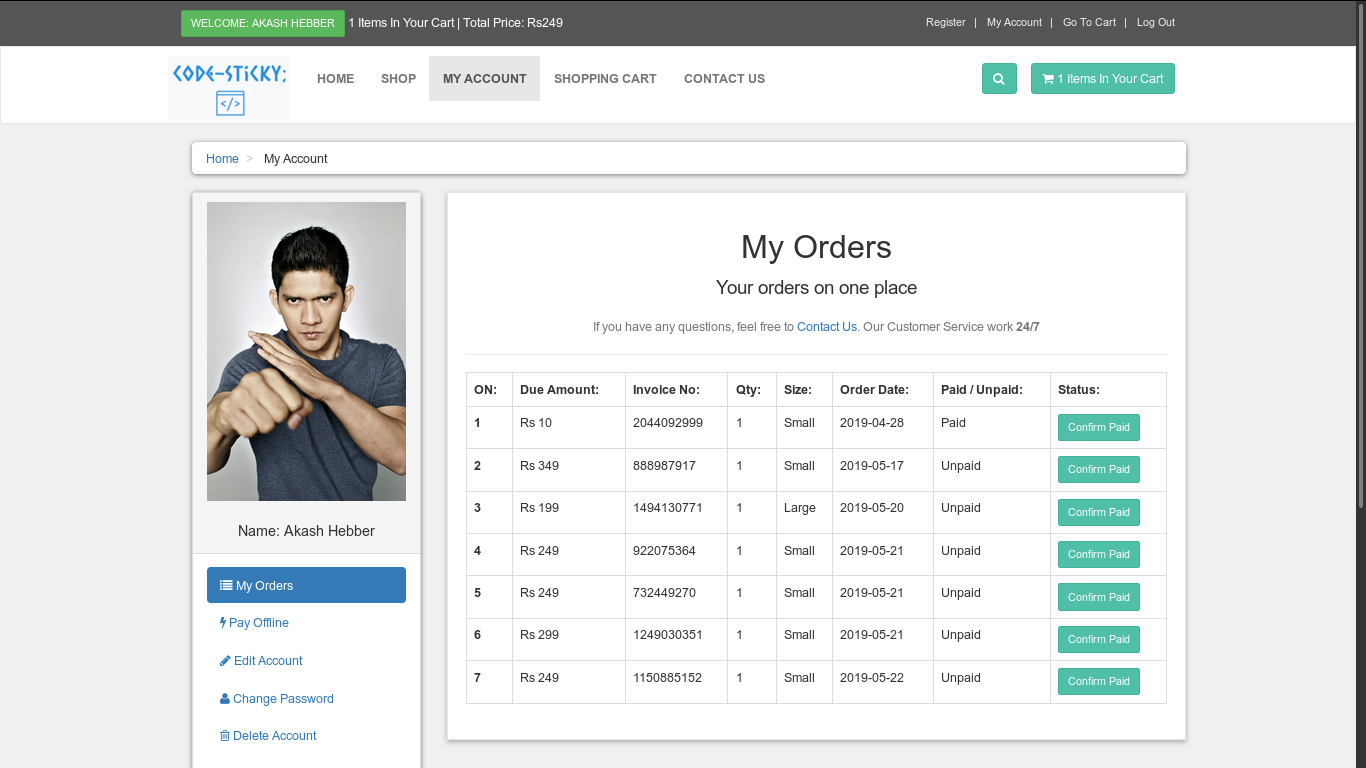 WELCOME: AKASH HEBBER 1 Items In Your Cart | Total Price: Rs249
Register | My Account | Go To Cart | Log Out
CODE-STiCKY;
</>
HOME SHOP MY ACCOUNT SHOPPING CART CONTACT US
1 Items In Your Cart
Home > My Account
Name: Akash Hebber
My Orders
Pay Offline
Edit Account
Change Password
Delete Account
My Orders
Your orders on one place
If you have any questions, feel free to Contact Us. Our Customer Service work 24/7
ON: Due Amount: Invoice No: Qty: Size: Order Date: Paid / Unpaid: Status:
1 Rs 10 2044092999 1 Small 2019-04-28 Paid Confirm Paid
2 Rs 349 888987917 1 Small 2019-05-17 Unpaid Confirm Paid
3 Rs 199 1494130771 1 Large 2019-05-20 Unpaid Confirm Paid
4 Rs 249 922075364 1 Small 2019-05-21 Unpaid Confirm Paid
5 Rs 249 732449270 1 Small 2019-05-21 Unpaid Confirm Paid
6 Rs 299 1249030351 1 Small 2019-05-21 Unpaid Confirm Paid
7 Rs 249 1150885152 1 Small 2019-05-22 Unpaid Confirm Paid